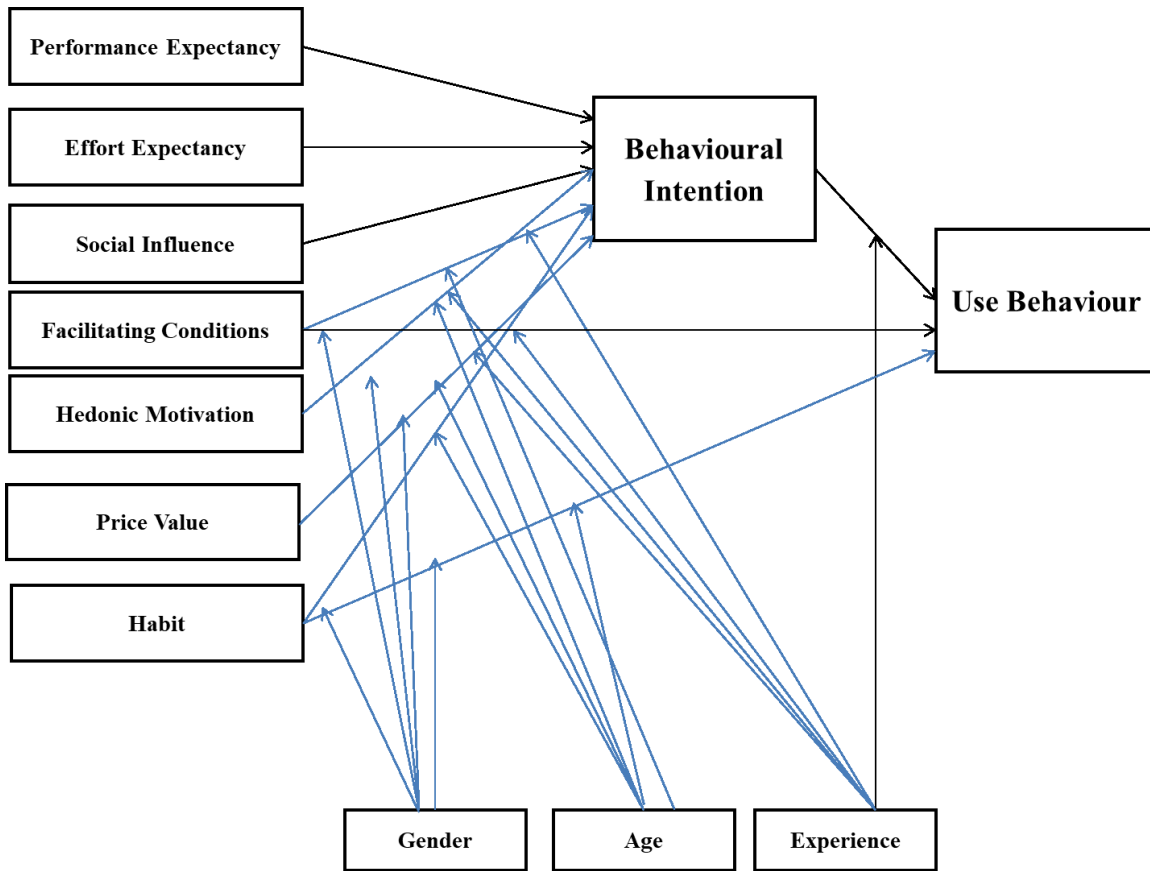 Performance Expectancy
Effort Expectancy
Social Influence
Facilitating Conditions
Hedonic Motivation
Price Value
Habit
Behavioural
Intention
Use Behaviour
Gender
Age
Experience